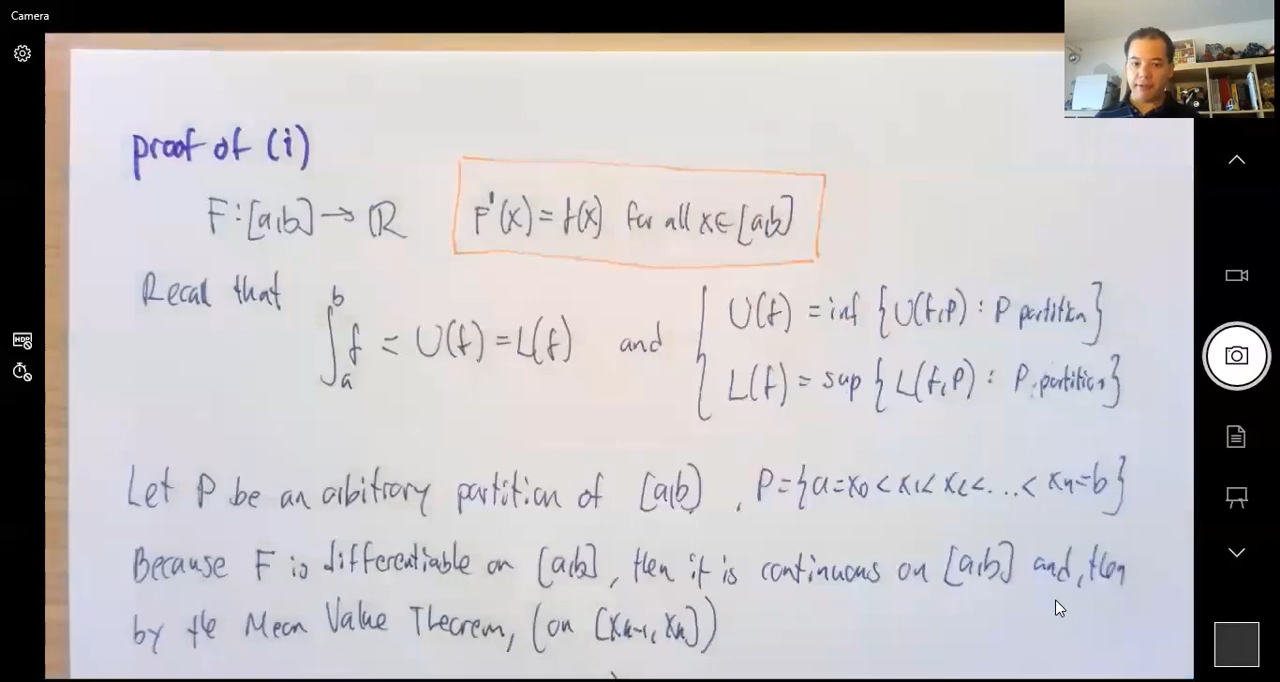 Camera
proof of (i)
F:[a,b]→ℝ F'(x)=f(x) for all x∈[a,b]
Recall that ∫ₐᵇ f = U(f) = L(f) and { U(f) = inf {U(f,P) : P partition}
L(f) = sup {L(f,P) : P partition}
Let P be an arbitrary partition of [a,b], P={a=x₀<x₁<x₂<...<xₙ=b}
Because F is differentiable on [a,b], then it is continuous on [a,b] and, then
by the Mean Value Theorem, (on [xₖ₋₁, xₖ])
HDR